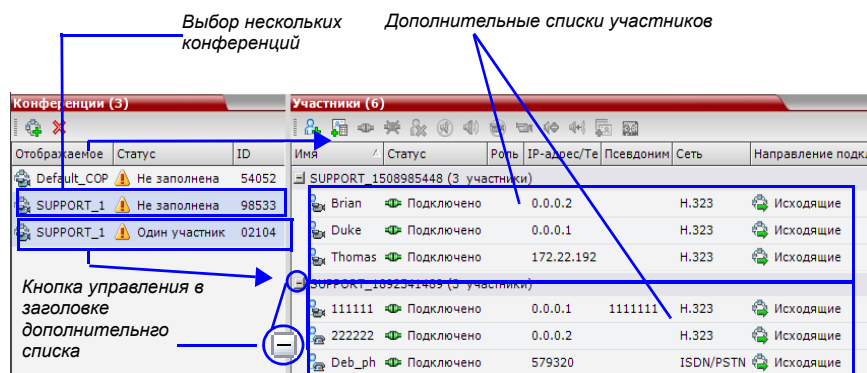 Выбор нескольких
конференций
Дополнительные списки участников
Конференции (3)
Участники (6)
Отображаемое Статус ID
Имя Статус Роль IP-адрес/Те Псевдоним Сеть Направление подкл
Default_COP Не заполнена 54052
SUPPORT_1508985448 (3 участники)
SUPPORT_1 Не заполнена 98533
Brian Подключено 0.0.0.2 H.323 Исходящие
SUPPORT_1 Один участник 02104
Duke Подключено 0.0.0.1 H.323 Исходящие
Thomas Подключено 172.22.192 H.323 Исходящие
SUPPORT_1892541489 (3 участники)
Кнопка управления в
заголовке
дополнительнго
списка
111111 Подключено 0.0.0.1 1111111 H.323 Исходящие
222222 Подключено 0.0.0.2 H.323 Исходящие
Deb_ph Подключено 579320 ISDN/PSTN Исходящие